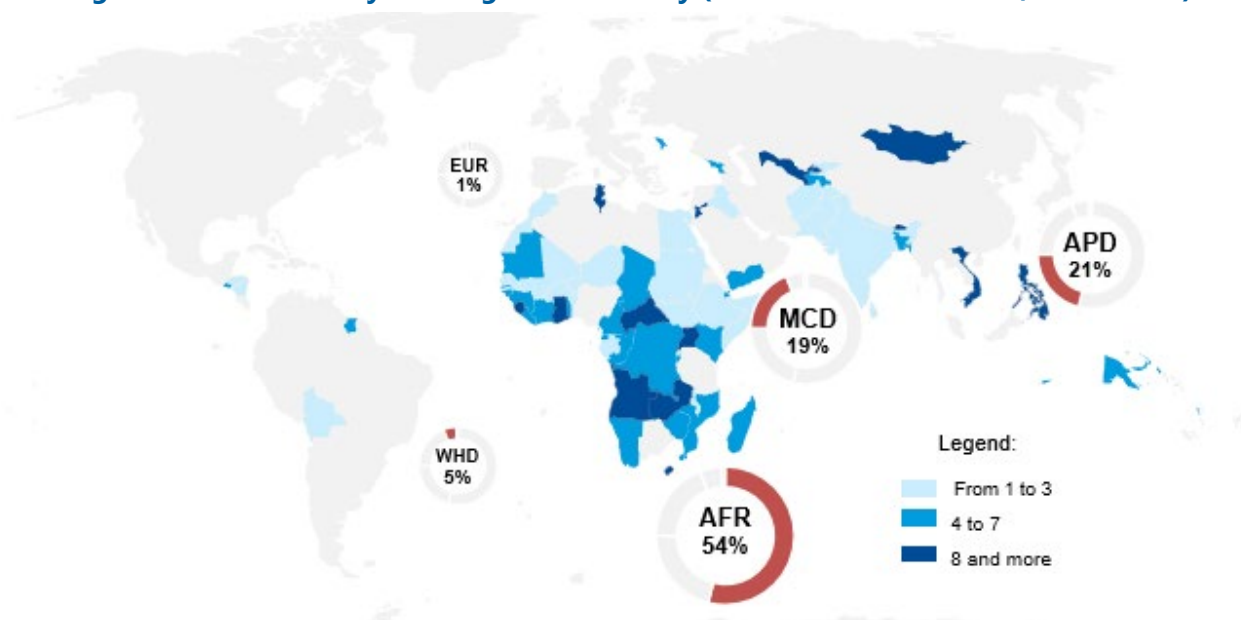 EUR
1%
APD
21%
MCD
19%
WHD
5%
AFR
54%
Legend:
From 1 to 3
4 to 7
8 and more